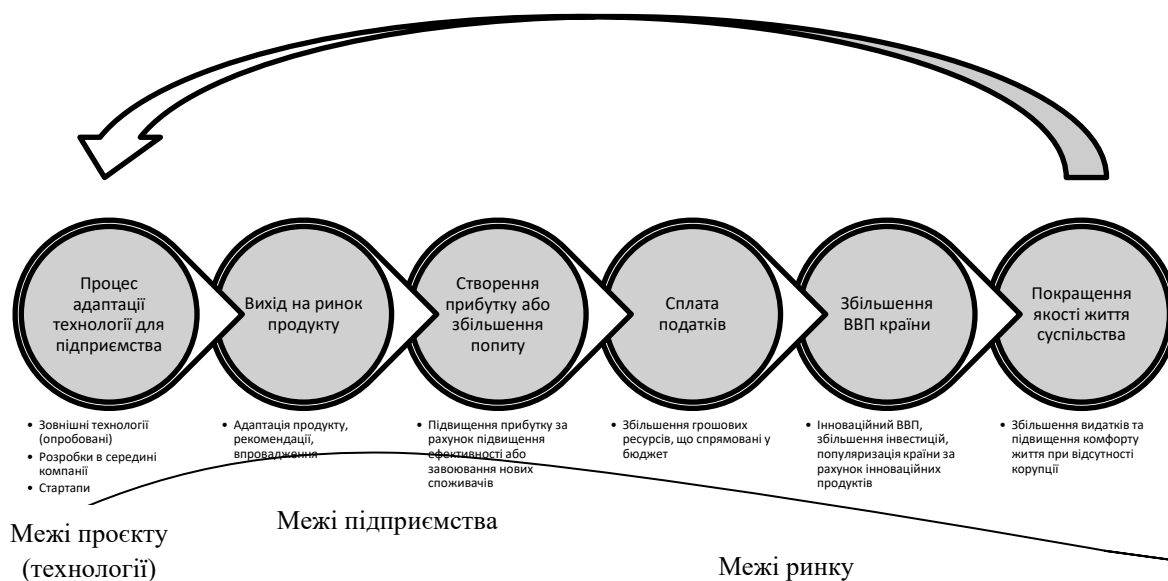 Процес
адаптації
технології для
підприємства
Вихід на ринок
продукту
Створення
прибутку або
збільшення
попиту
Сплата
податків
Збільшення
ВВП країни
Покращення
якості життя
суспільства
• Зовнішні технології
(опробовані)
• Розробки в середині
компанії
• Стартапи
• Адаптація продукту,
рекомендації,
впровадження
• Підвищення прибутку за
рахунок підвищення
ефективності або
завоювання нових
споживачів
• Збільшення грошових
ресурсів, що спрямовані у
бюджет
• Інноваційний ВВП,
збільшення інвестицій,
популяризація країни за
рахунок інноваційних
продуктів
• Збільшення видатків та
підвищення комфорту
життя при відсутності
корупції
Межі проєкту
(технології)
Межі підприємства
Межі ринку